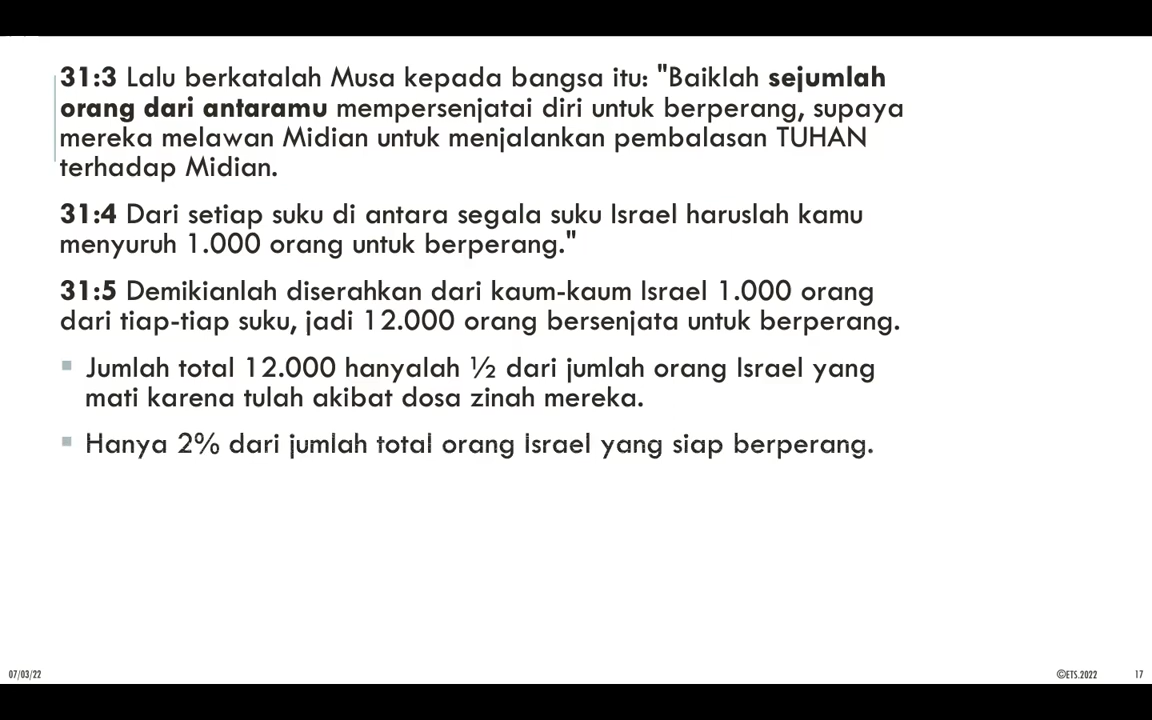 31:3 Lalu berkatalah Musa kepada bangsa itu: "Baiklah sejumlah
orang dari antaramu mempersenjatai diri untuk berperang, supaya
mereka melawan Midian untuk menjalankan pembalasan TUHAN
terhadap Midian.
31:4 Dari setiap suku di antara segala suku Israel haruslah kamu
menyuruh 1.000 orang untuk berperang."
31:5 Demikianlah diserahkan dari kaum-kaum Israel 1.000 orang
dari tiap-tiap suku, jadi 12.000 orang bersenjata untuk berperang.
▪ Jumlah total 12.000 hanyalah ½ dari jumlah orang Israel yang
mati karena tulah akibat dosa zinah mereka.
▪ Hanya 2% dari jumlah total orang Israel yang siap berperang.
07/03/22
©ETS.2022
17